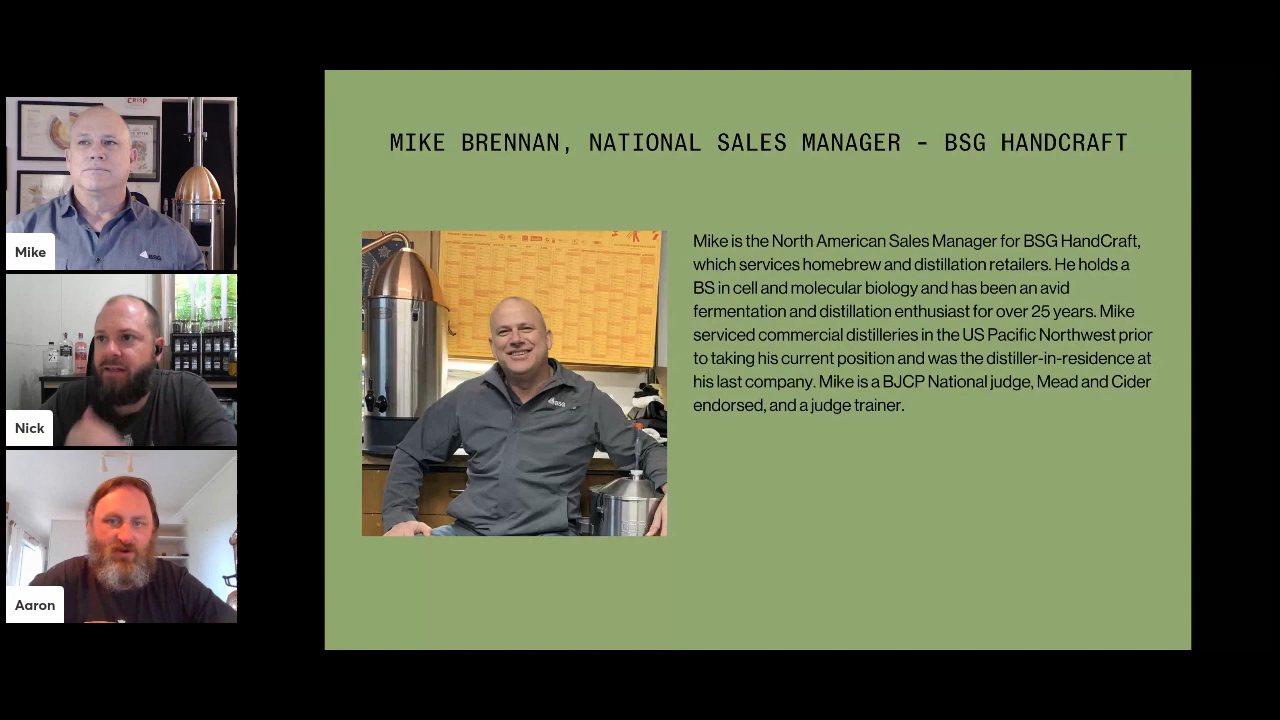 MIKE BRENNAN, NATIONAL SALES MANAGER - BSG HANDCRAFT
CRISP
Mike
BSG
Nick
Aaron
BSG
Mike is the North American Sales Manager for BSG HandCraft,
which services homebrew and distillation retailers. He holds a
BS in cell and molecular biology and has been an avid
fermentation and distillation enthusiast for over 25 years. Mike
serviced commercial distilleries in the US Pacific Northwest prior
to taking his current position and was the distiller-in-residence at
his last company. Mike is a BJCP National judge, Mead and Cider
endorsed, and a judge trainer.